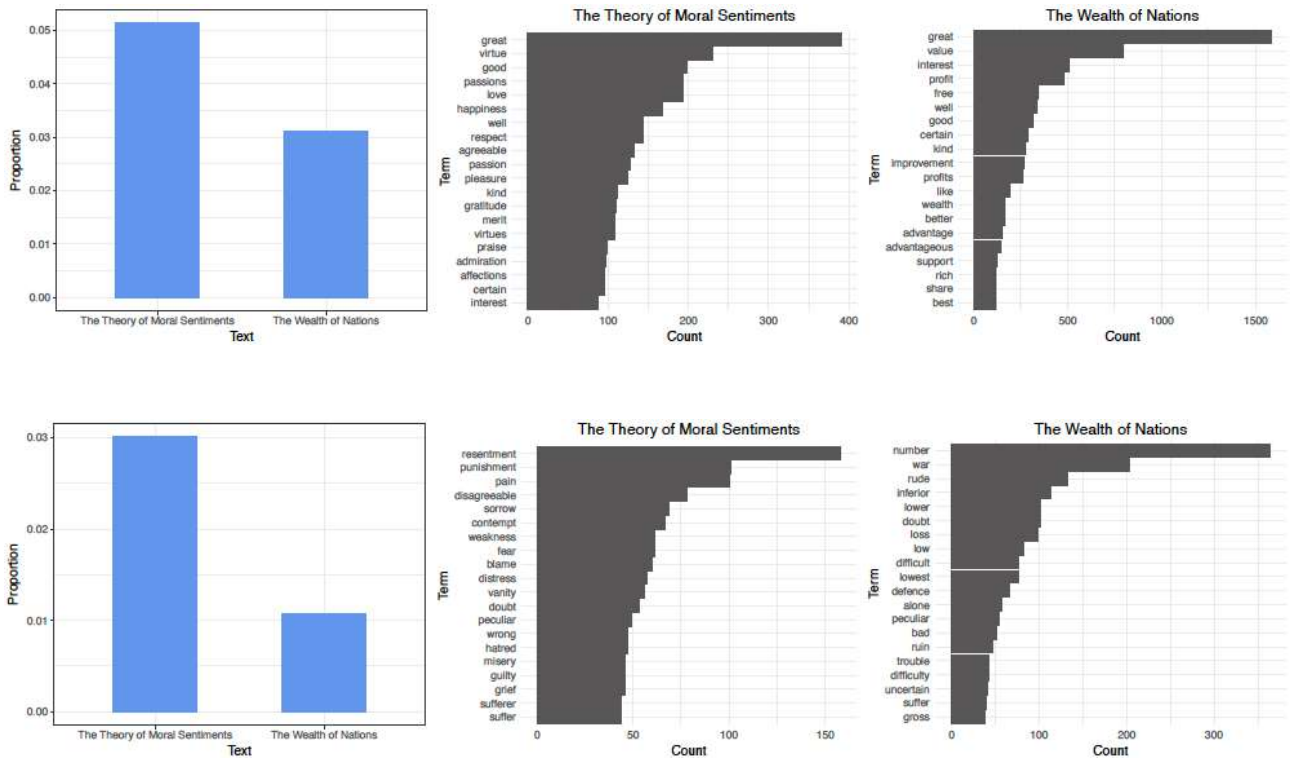 0.05
0.04
0.03
0.02
0.01
0.00
Proportion
The Theory of Moral Sentiments
The Wealth of Nations
Text
The Theory of Moral Sentiments
great
virtue
good
passions
love
happiness
well
respect
agreeable
passion
pleasure
kind
gratitude
merit
virtues
praise
admiration
affections
certain
interest
Term
0 100 200 300 400
Count
The Wealth of Nations
great
value
interest
profit
free
well
good
certain
kind
improvement
profits
like
wealth
better
advantage
advantageous
support
rich
share
best
Term
0 500 1000 1500
Count
0.03
0.02
0.01
0.00
Proportion
The Theory of Moral Sentiments
The Wealth of Nations
Text
The Theory of Moral Sentiments
resentment
punishment
pain
disagreeable
sorrow
contempt
weakness
fear
blame
distress
vanity
doubt
peculiar
wrong
hatred
misery
guilty
grief
sufferer
suffer
Term
0 50 100 150
Count
The Wealth of Nations
number
war
rude
inferior
lower
doubt
loss
low
difficult
lowest
defence
alone
peculiar
bad
ruin
trouble
difficulty
uncertain
suffer
gross
Term
0 100 200 300
Count